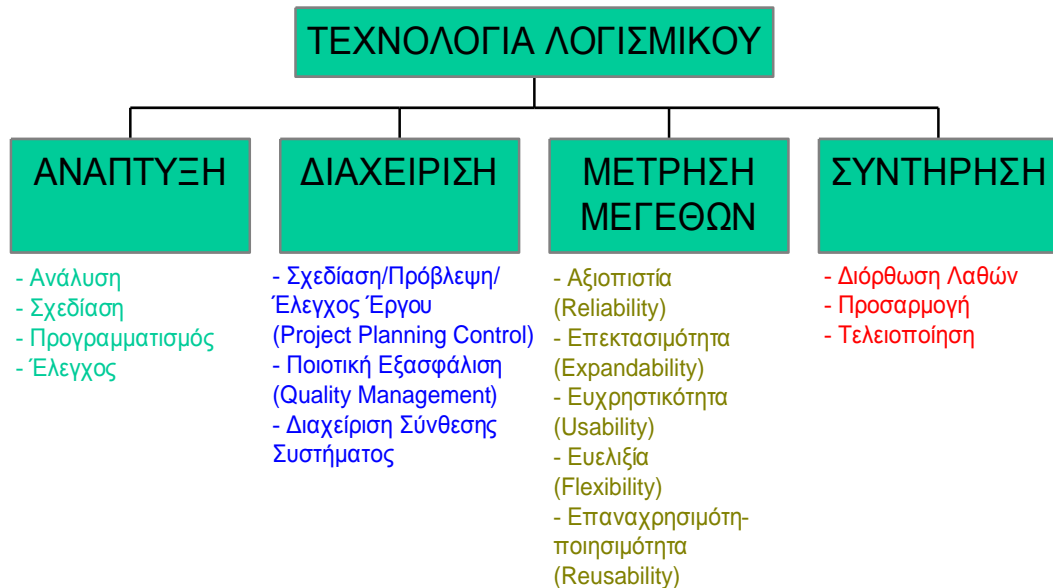 ΤΕΧΝΟΛΟΓΙΑ ΛΟΓΙΣΜΙΚΟΥ
ΑΝΑΠΤΥΞΗ
- Ανάλυση
- Σχεδίαση
- Προγραμματισμός
- Έλεγχος
ΔΙΑΧΕΙΡΙΣΗ
- Σχεδίαση/Πρόβλεψη/
Έλεγχος Έργου
(Project Planning Control)
- Ποιοτική Εξασφάλιση
(Quality Management)
- Διαχείριση Σύνθεσης
Συστήματος
ΜΕΤΡΗΣΗ
ΜΕΓΕΘΩΝ
- Αξιοπιστία
(Reliability)
- Επεκτασιμότητα
(Expandability)
- Ευχρηστικότητα
(Usability)
- Ευελιξία
(Flexibility)
- Επαναχρησιμότη-
ποιησιμότητα
(Reusability)
ΣΥΝΤΗΡΗΣΗ
- Διόρθωση Λαθών
- Προσαρμογή
- Τελειοποίηση